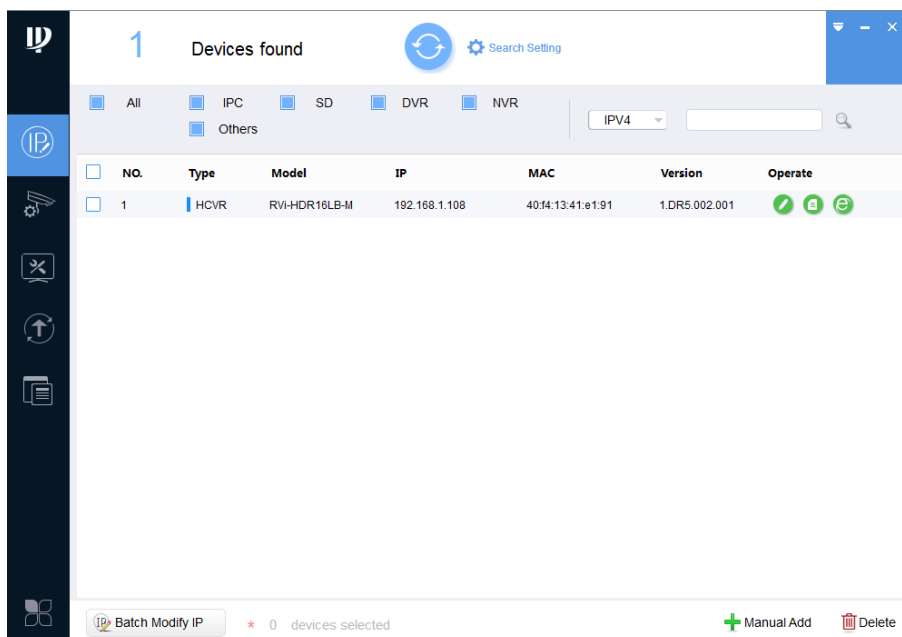 1 Devices found Search Setting
All IPC SD DVR NVR
Others
IPV4
NO. Type Model IP MAC Version Operate
1 HCVR RVi-HDR16LB-M 192.168.1.108 40:f4:13:41:e1:91 1.DR5.002.001
Batch Modify IP * 0 devices selected Manual Add Delete